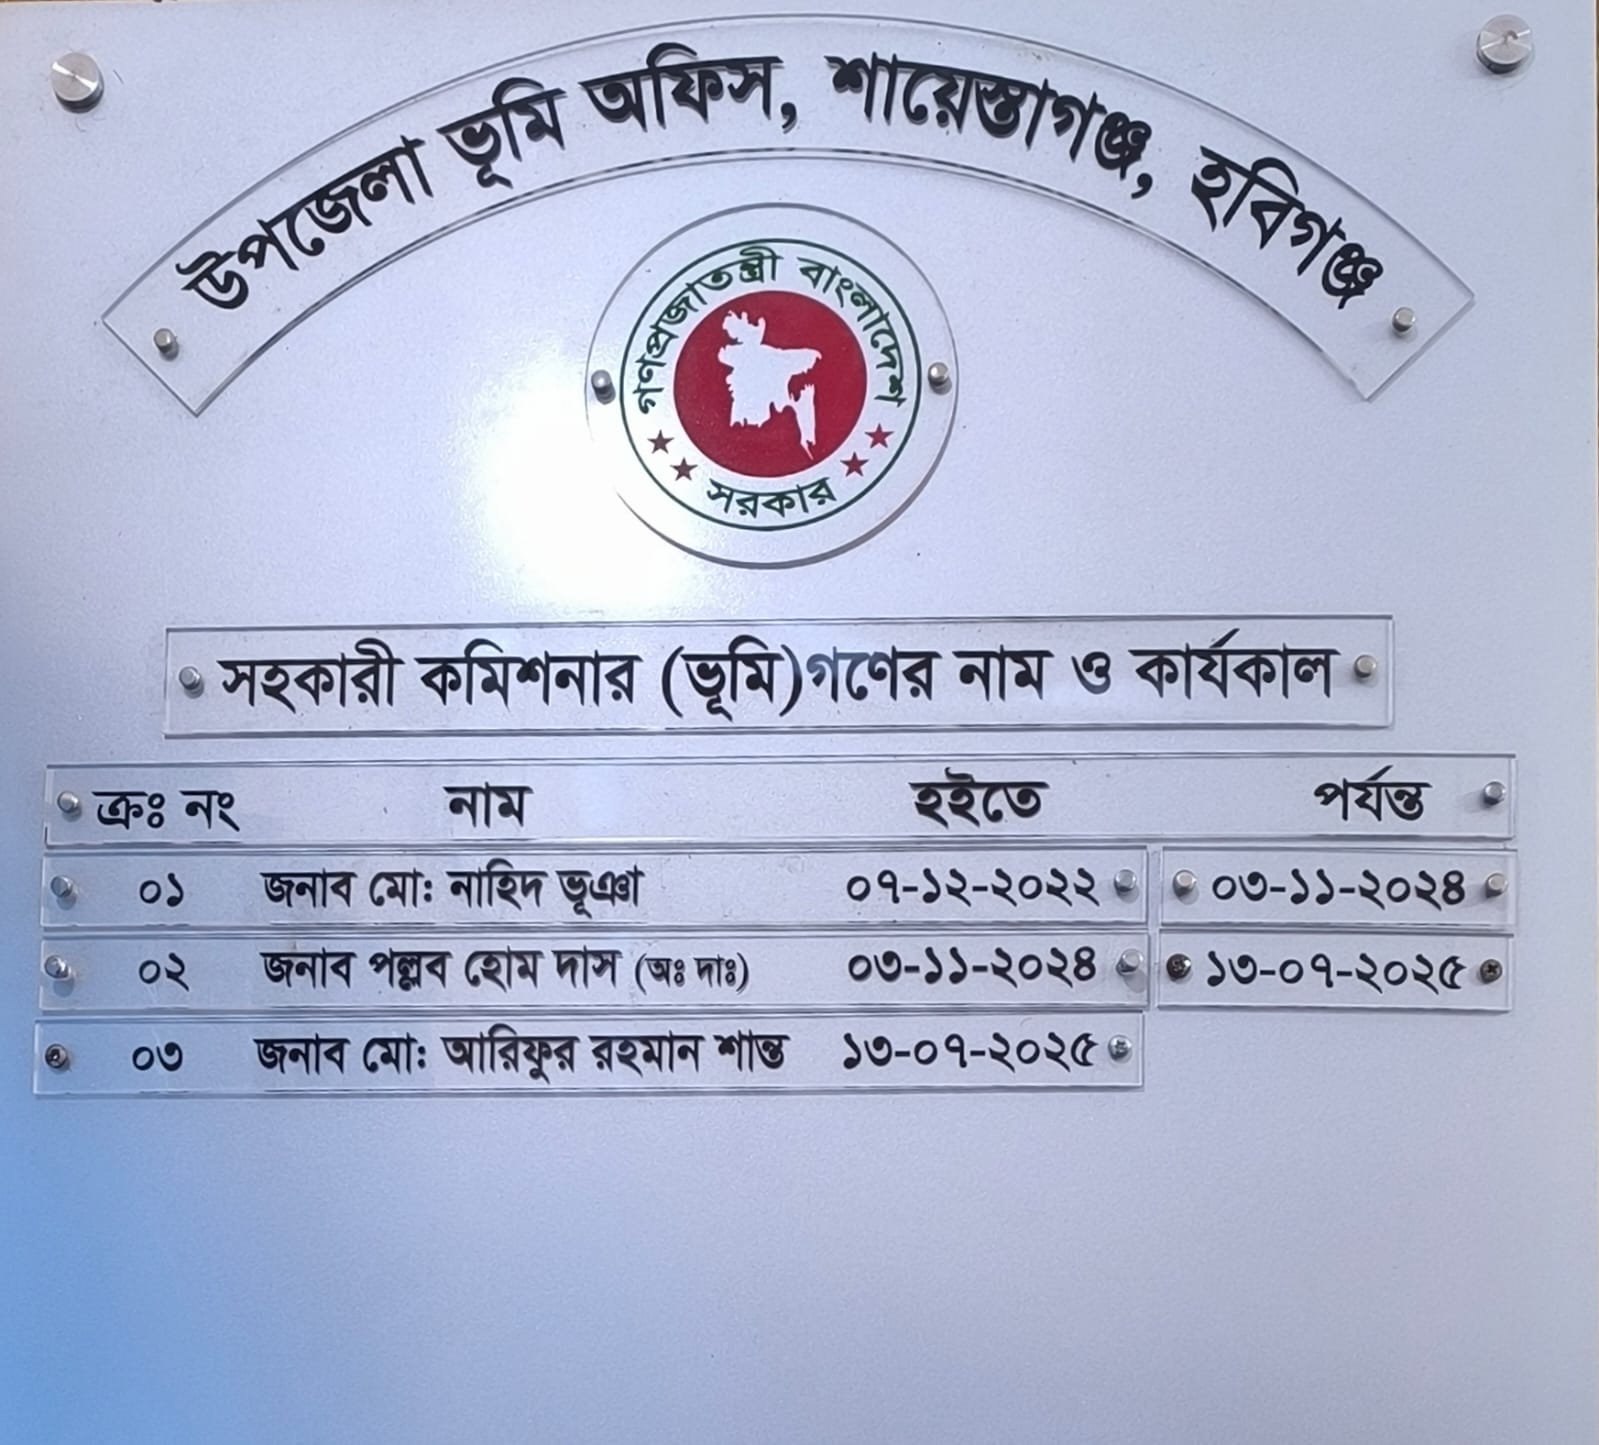 উপজেলা ভূমি অফিস, শায়েস্তাগঞ্জ, হবিগঞ্জ
গণপ্রজাতন্ত্রী বাংলাদেশ
সরকার
সহকারী কমিশনার (ভূমি)গণের নাম ও কার্যকাল
ক্রঃ নং নাম হইতে পর্যন্ত
০১ জনাব মো: নাহিদ ভূঞা ০৭-১২-২০২২ ০৩-১১-২০২৪
০২ জনাব পল্লব হোম দাস (অঃ দাঃ) ০৩-১১-২০২৪ ১৩-০৭-২০২৫
০৩ জনাব মো: আরিফুর রহমান শান্ত ১৩-০৭-২০২৫